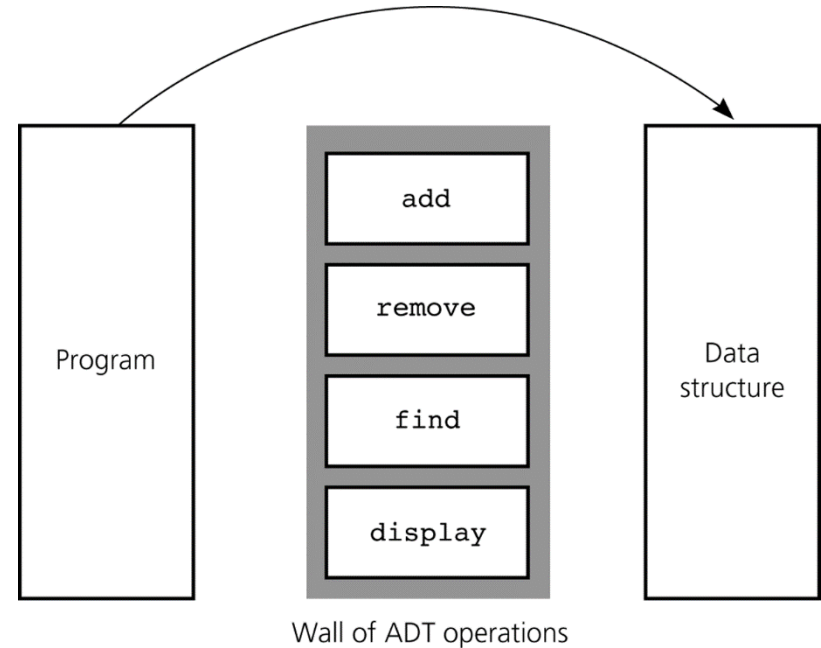 Program
add
remove
find
display
Data
structure
Wall of ADT operations